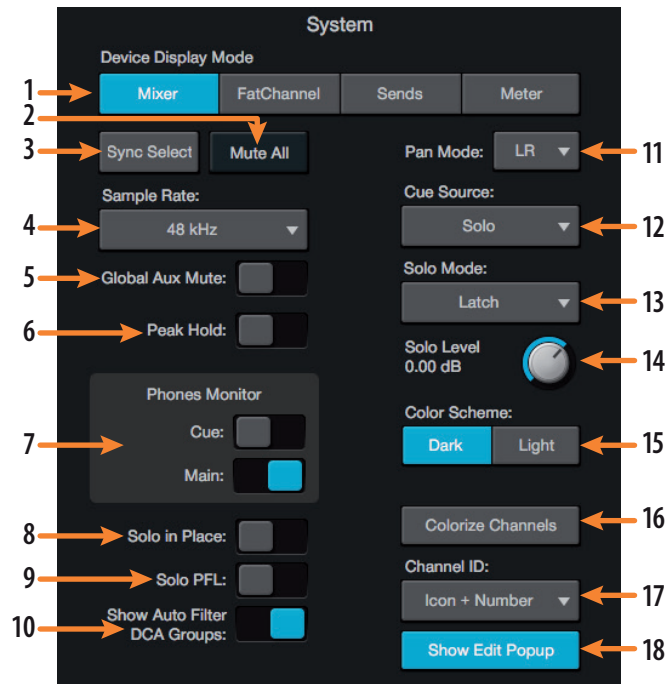 System
Device Display Mode
1
Mixer
FatChannel
Sends
Meter
2
3
Sync Select
Mute All
Pan Mode:
LR
11
Sample Rate:
Cue Source:
4
48 kHz
Solo
12
5
Global Aux Mute:
Solo Mode:
Latch
13
6
Peak Hold:
Solo Level
0.00 dB
14
Phones Monitor
7
Cue:
Main:
Color Scheme:
Dark
Light
15
8
Solo in Place:
Colorize Channels
16
9
Solo PFL:
Channel ID:
Icon + Number
17
10
Show Auto Filter
DCA Groups:
Show Edit Popup
18